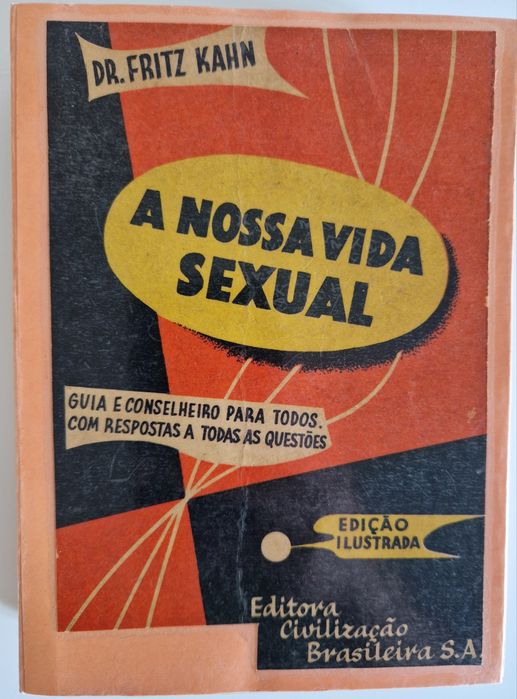 DR. FRITZ KAHN
A NOSSA VIDA
SEXUAL
GUIA E CONSELHEIRO PARA TODOS.
COM RESPOSTAS A TODAS AS QUESTÕES
EDIÇÃO
ILUSTRADA
Editora
Civilização
Brasileira S.A.